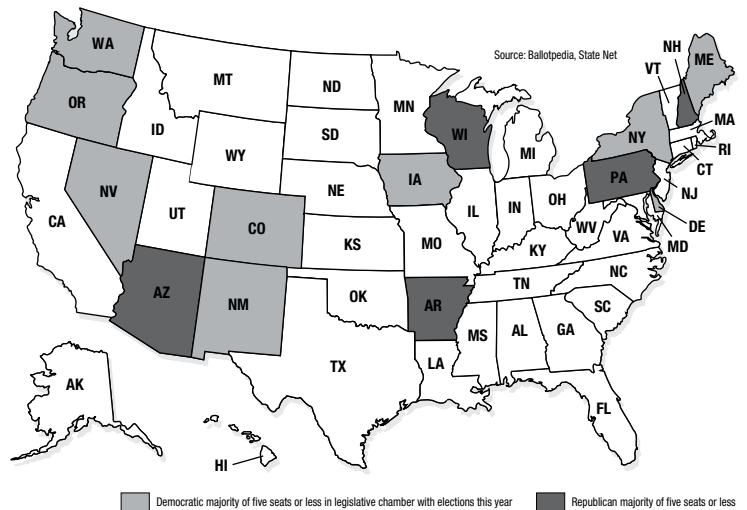 Source: Ballotpedia, State Net
WA
OR
CA
NV
ID
MT
WY
UT
AZ
CO
NM
ND
SD
NE
KS
OK
TX
MN
IA
MO
AR
LA
WI
IL
MI
IN
OH
KY
TN
MS
AL
GA
FL
SC
NC
VA
WV
PA
NY
VT
NH
ME
MA
RI
CT
NJ
DE
MD
AK
HI
Democratic majority of five seats or less in legislative chamber with elections this year
Republican majority of five seats or less